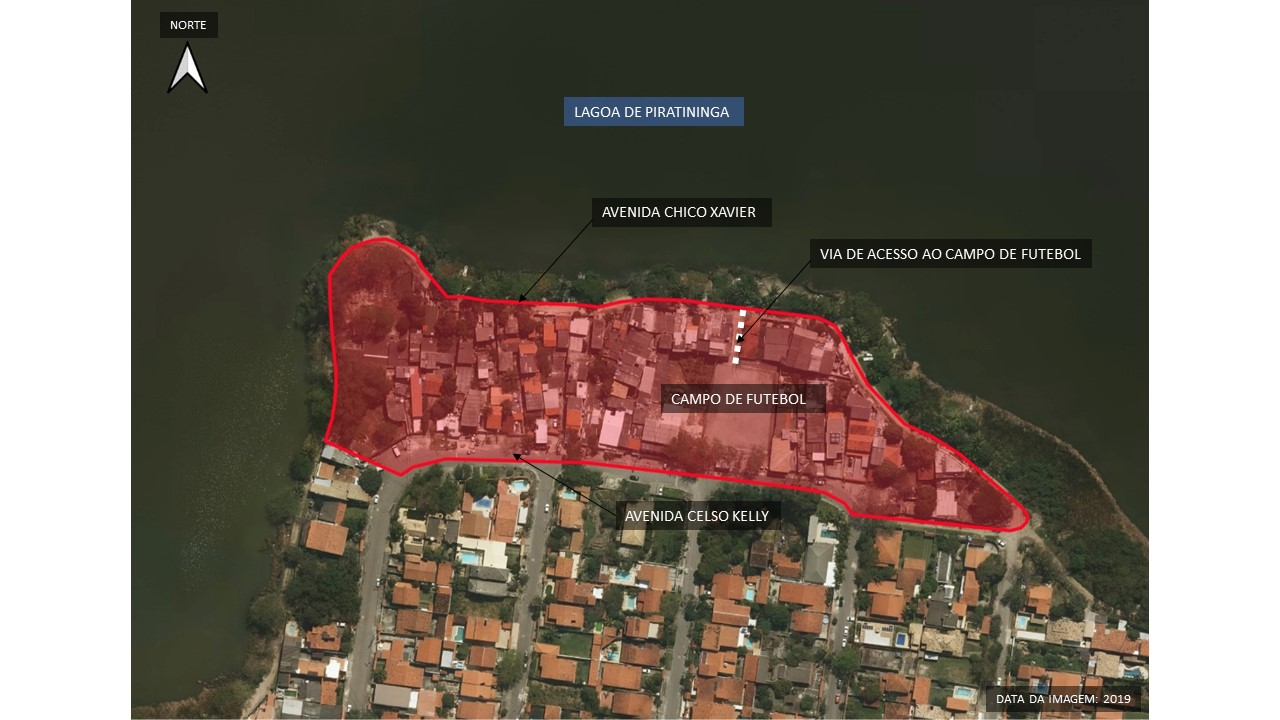 NORTE
LAGOA DE PIRATININGA
AVENIDA CHICO XAVIER
VIA DE ACESSO AO CAMPO DE FUTEBOL
CAMPO DE FUTEBOL
AVENIDA CELSO KELLY
DATA DA IMAGEM: 2019